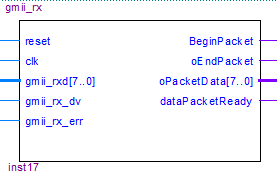 gmii_rx
reset
BeginPacket
clk
oEndPacket
gmii_rxd[7..0]
oPacketData[7..0]
gmii_rx_dv
dataPacketReady
gmii_rx_err
inst17